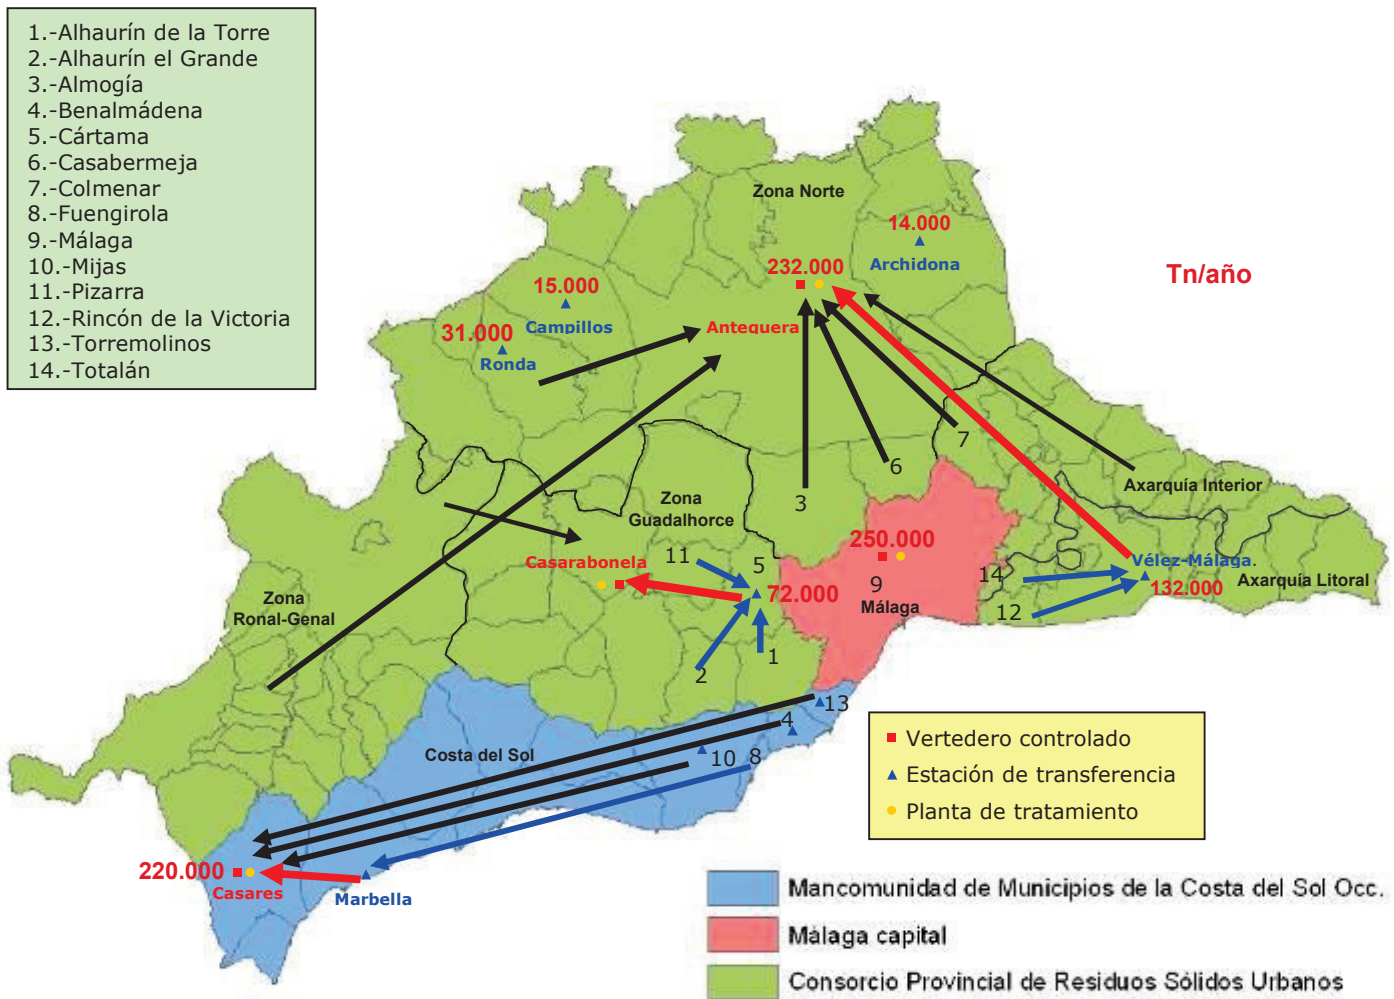 1.-Alhaurín de la Torre
2.-Alhaurín el Grande
3.-Almogía
4.-Benalmádena
5.-Cártama
6.-Casabermeja
7.-Colmenar
8.-Fuengirola
9.-Málaga
10.-Mijas
11.-Pizarra
12.-Rincón de la Victoria
13.-Torremolinos
14.-Totalán
Zona Norte
14.000
Archidona
232.000
Tn/año
15.000
Campillos
Antequera
31.000
Ronda
7
6
3
Axarquía Interior
Zona
Guadalhorce
250.000
11
5
Casarabonela
72.000
9
Málaga
14
Vélez-Málaga.
132.000
Axarquía Litoral
12
Zona
Ronal-Genal
1
2
13
4
Costa del Sol
10
8
220.000
Casares
Marbella
Vertedero controlado
Estación de transferencia
Planta de tratamiento
Mancomunidad de Municipios de la Costa del Sol Occ.
Málaga capital
Consorcio Provincial de Residuos Sólidos Urbanos